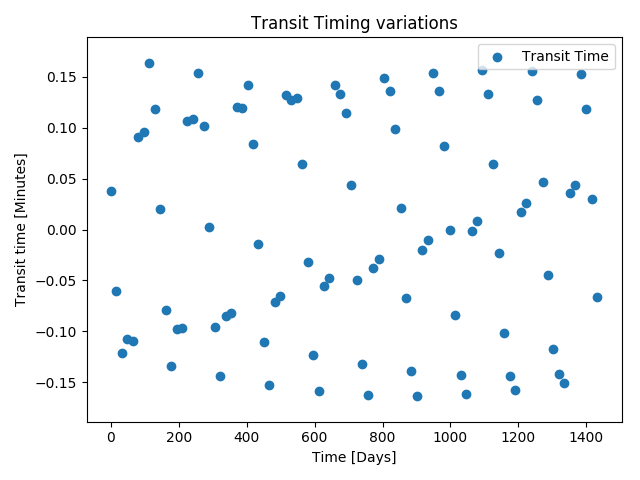 Transit Timing variations
Transit Time
Transit time [Minutes]
0.15
0.10
0.05
0.00
−0.05
−0.10
−0.15
0 200 400 600 800 1000 1200 1400
Time [Days]